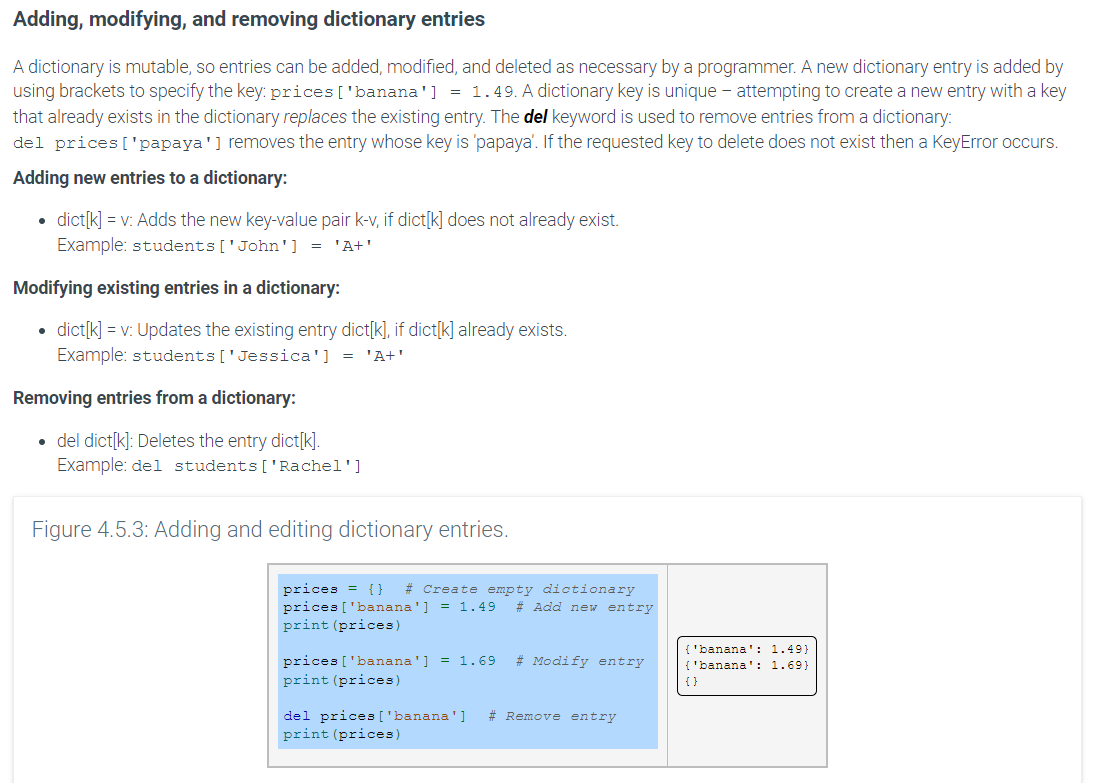 Adding, modifying, and removing dictionary entries
A dictionary is mutable, so entries can be added, modified, and deleted as necessary by a programmer. A new dictionary entry is added by
using brackets to specify the key: prices['banana'] = 1.49. A dictionary key is unique – attempting to create a new entry with a key
that already exists in the dictionary replaces the existing entry. The del keyword is used to remove entries from a dictionary:
del prices['papaya'] removes the entry whose key is 'papaya'. If the requested key to delete does not exist then a KeyError occurs.
Adding new entries to a dictionary:
• dict[k] = v: Adds the new key-value pair k-v, if dict[k] does not already exist.
Example: students['John'] = 'A+'
Modifying existing entries in a dictionary:
• dict[k] = v: Updates the existing entry dict[k], if dict[k] already exists.
Example: students['Jessica'] = 'A+'
Removing entries from a dictionary:
• del dict[k]: Deletes the entry dict[k].
Example: del students['Rachel']
Figure 4.5.3: Adding and editing dictionary entries.
prices = {}  # Create empty dictionary
prices['banana'] = 1.49  # Add new entry
print(prices)
prices['banana'] = 1.69  # Modify entry
print(prices)
del prices['banana']  # Remove entry
print(prices)
{'banana': 1.49}
{'banana': 1.69}
{}